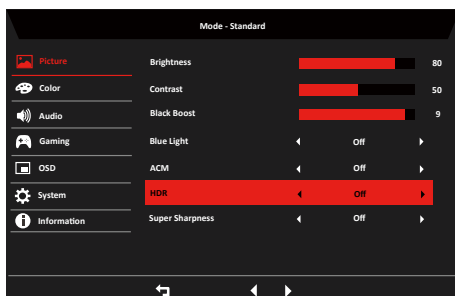 Mode - Standard
Picture
Brightness 80
Color
Contrast 50
Audio
Black Boost 9
Gaming
Blue Light Off
OSD
ACM Off
System
HDR Off
Information
Super Sharpness Off